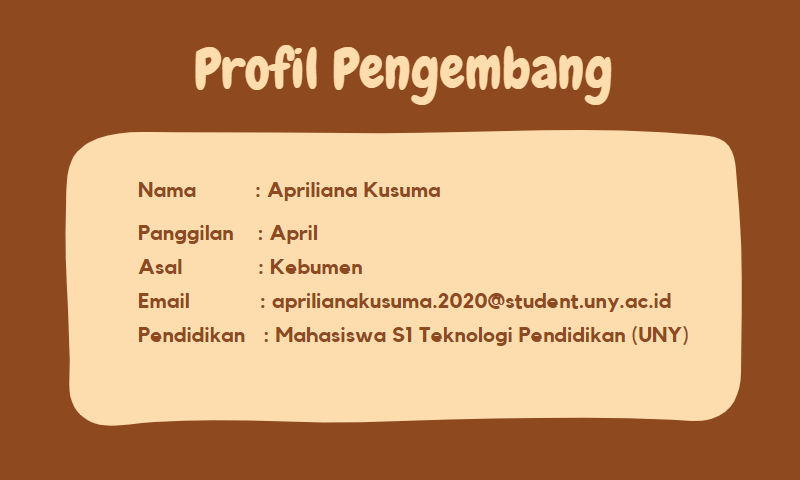 Profil Pengembang
Nama : Apriliana Kusuma
Panggilan : April
Asal : Kebumen
Email : aprilianakusuma.2020@student.uny.ac.id
Pendidikan : Mahasiswa S1 Teknologi Pendidikan (UNY)